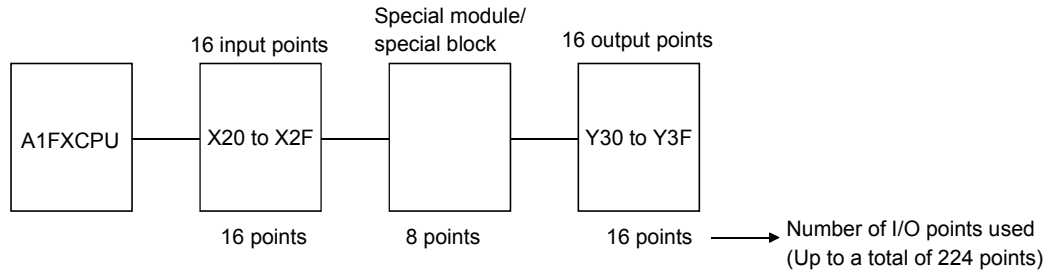 Special module/
special block
16 input points
16 output points
A1FXCPU
X20 to X2F
Y30 to Y3F
16 points
8 points
16 points
Number of I/O points used
(Up to a total of 224 points)